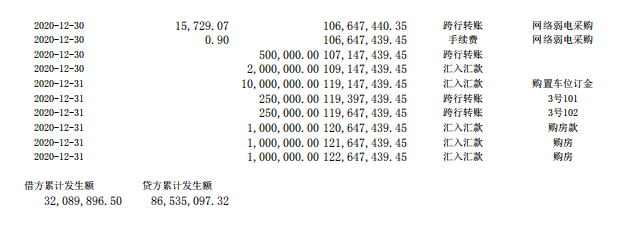 2020-12-30 15,729.07 106,647,440.35 跨行转账 网络弱电采购
2020-12-30 0.90 106,647,439.45 手续费 网络弱电采购
2020-12-30 500,000.00 107,147,439.45 跨行转账
2020-12-30 2,000,000.00 109,147,439.45 汇入汇款
2020-12-31 10,000,000.00 119,147,439.45 汇入汇款 购置车位订金
2020-12-31 250,000.00 119,397,439.45 跨行转账 3号101
2020-12-31 250,000.00 119,647,439.45 跨行转账 3号102
2020-12-31 1,000,000.00 120,647,439.45 汇入汇款 购房款
2020-12-31 1,000,000.00 121,647,439.45 汇入汇款 购房
2020-12-31 1,000,000.00 122,647,439.45 汇入汇款 购房
借方累计发生额 贷方累计发生额
32,089,896.50 86,535,097.32